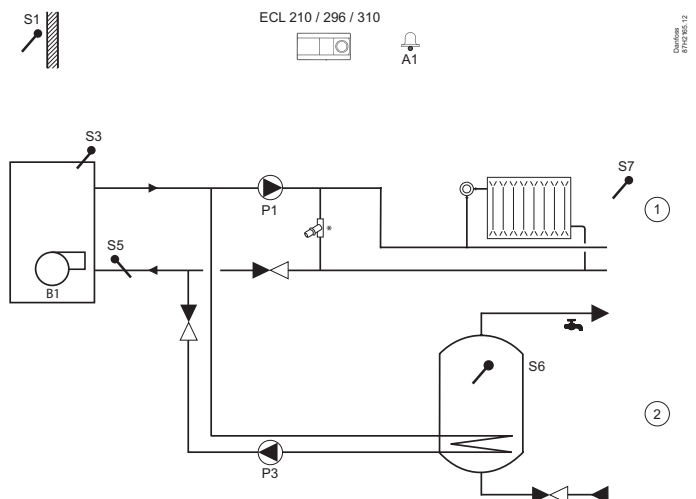 S1
ECL 210 / 296 / 310
A1
Danfoss
87H2165.12
S3
S7
P1
*
1
S5
B1
S6
2
P3